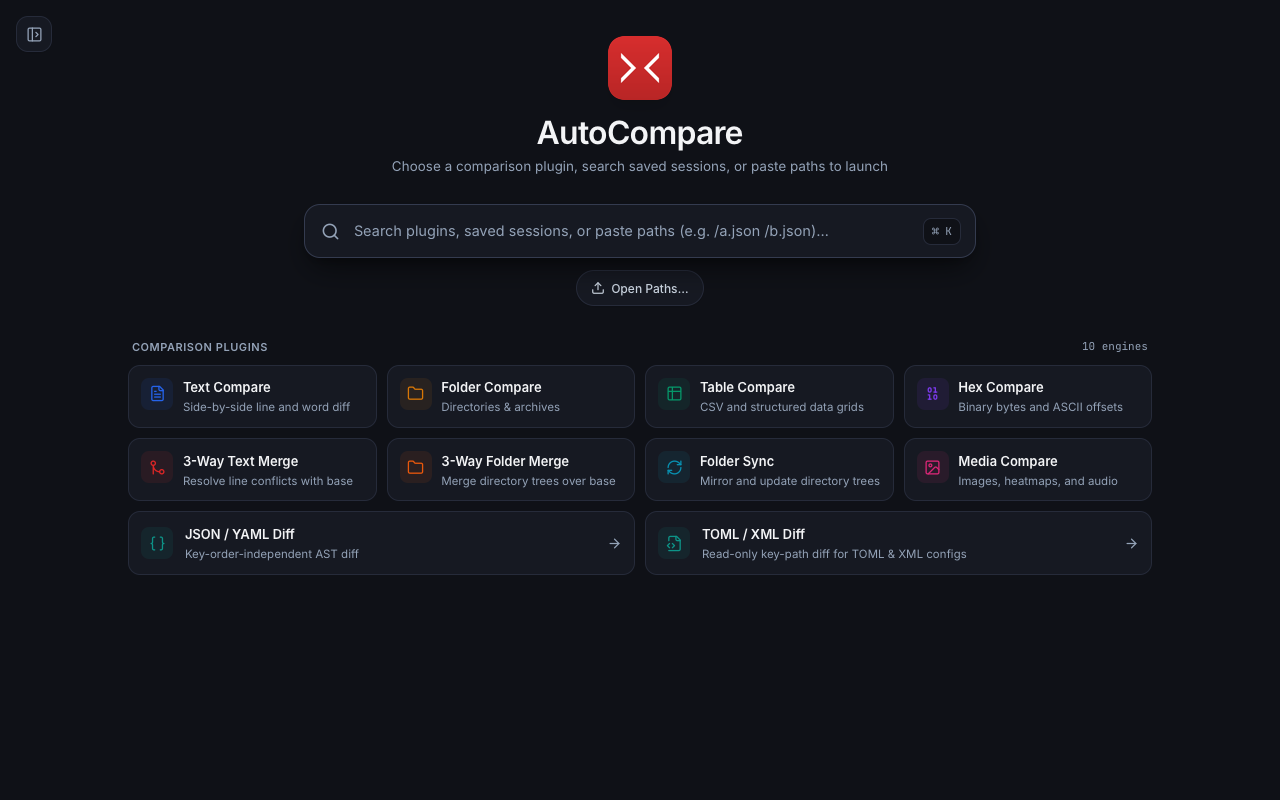 AutoCompare
Choose a comparison plugin, search saved sessions, or paste paths to launch
Search plugins, saved sessions, or paste paths (e.g. /a.json /b.json)...
⌘ K
Open Paths...
COMPARISON PLUGINS
10 engines
Text Compare
Side-by-side line and word diff
Folder Compare
Directories & archives
Table Compare
CSV and structured data grids
01
10
Hex Compare
Binary bytes and ASCII offsets
3-Way Text Merge
Resolve line conflicts with base
3-Way Folder Merge
Merge directory trees over base
Folder Sync
Mirror and update directory trees
Media Compare
Images, heatmaps, and audio
JSON / YAML Diff
Key-order-independent AST diff
TOML / XML Diff
Read-only key-path diff for TOML & XML configs